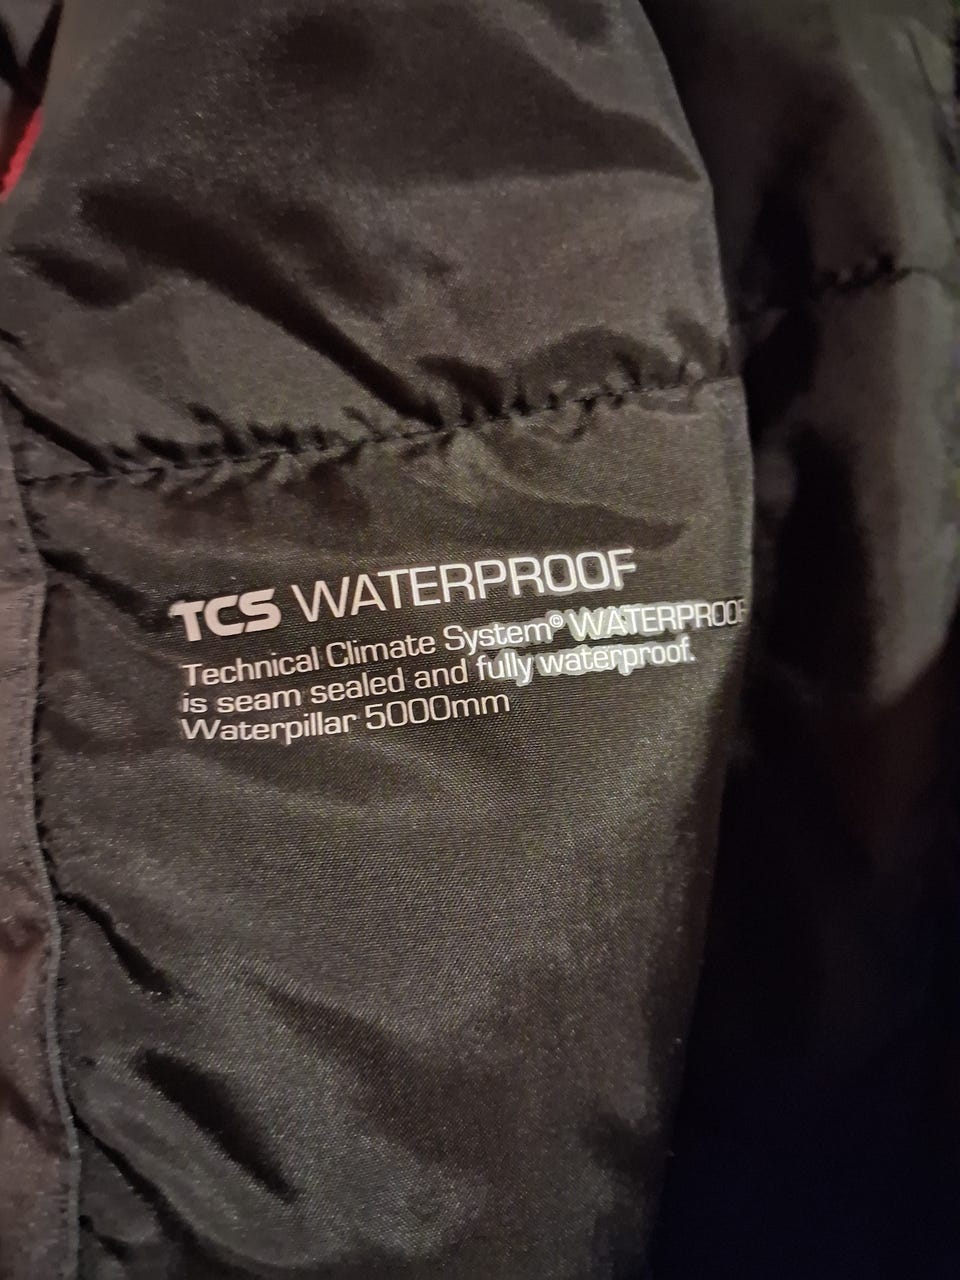 TCS WATERPROOF
Technical Climate System© WATERPROOF
is seam sealed and fully waterproof.
Waterpillar 5000mm